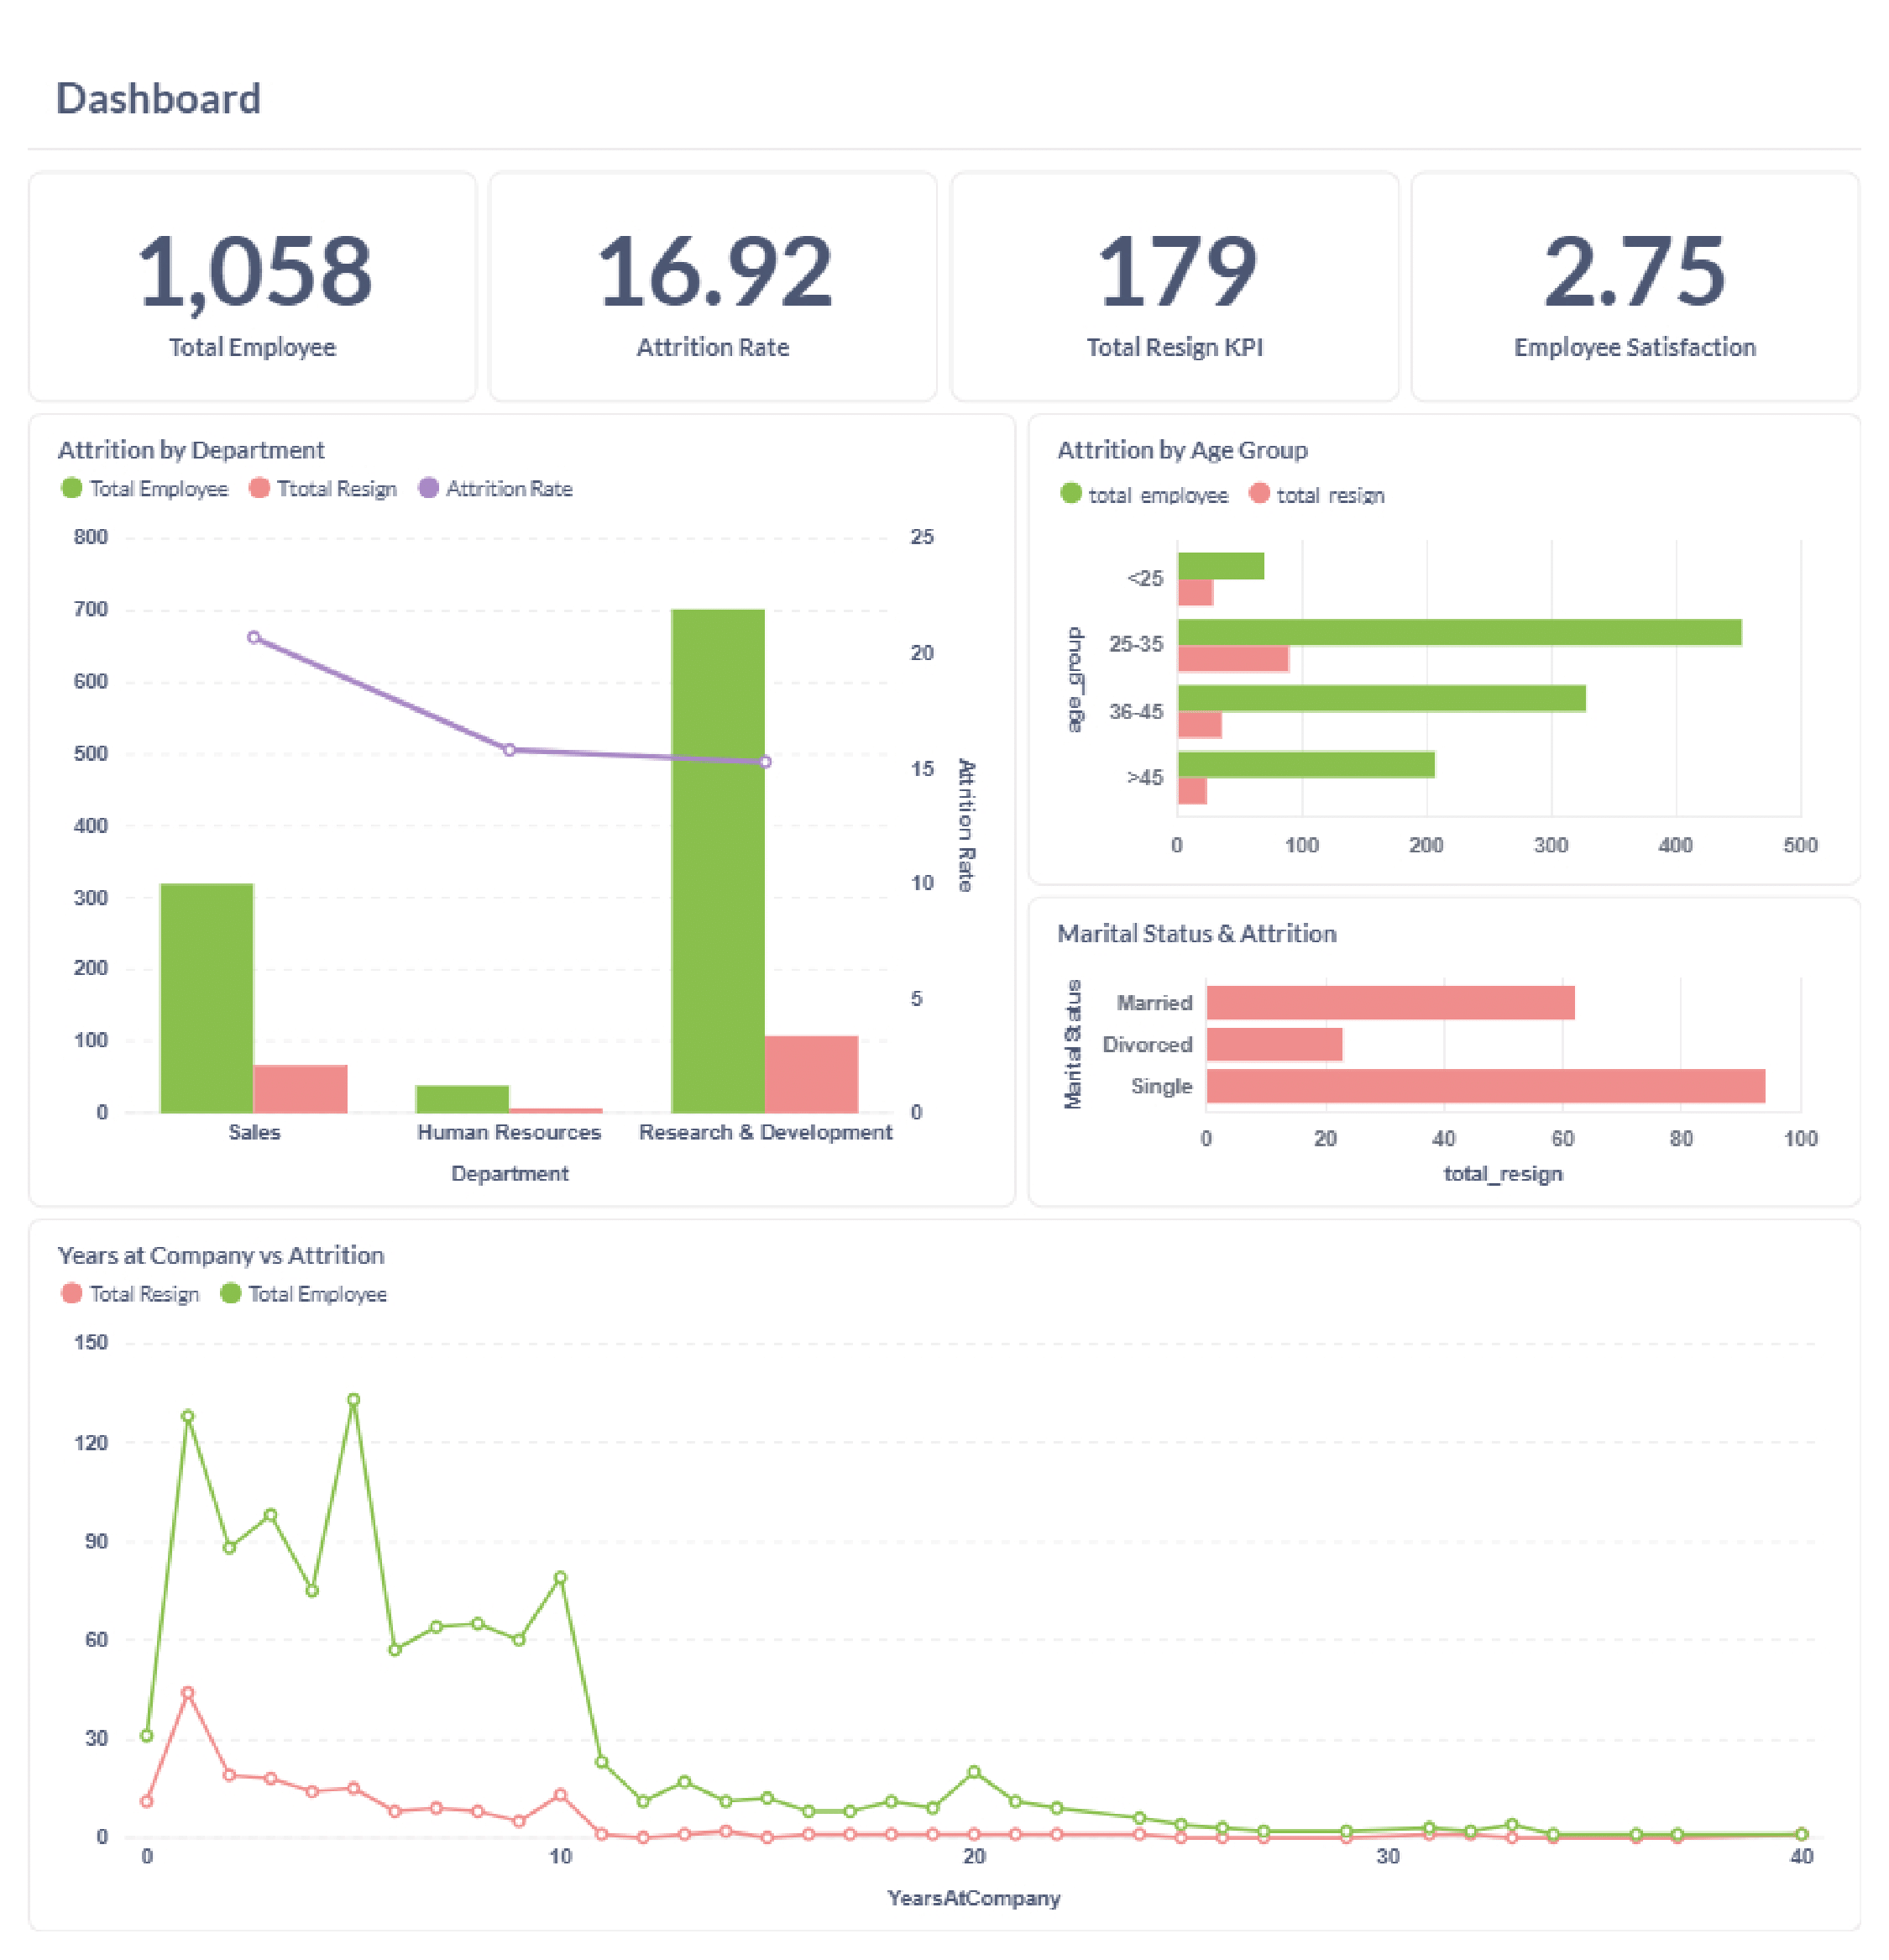 Dashboard
1,058
Total Employee
16.92
Attrition Rate
179
Total Resign KPI
2.75
Employee Satisfaction
Attrition by Department
Total Employee Ttotal Resign Attrition Rate
800
700
600
500
400
300
200
100
0
25
20
15
10
5
0
Attrition Rate
Sales Human Resources Research & Development
Department
Attrition by Age Group
total_employee total_resign
age_group
<25
25-35
36-45
>45
0 100 200 300 400 500
Marital Status & Attrition
Marital Status
Married
Divorced
Single
0 20 40 60 80 100
total_resign
Years at Company vs Attrition
Total Resign Total Employee
150
120
90
60
30
0
0 10 20 30 40
YearsAtCompany